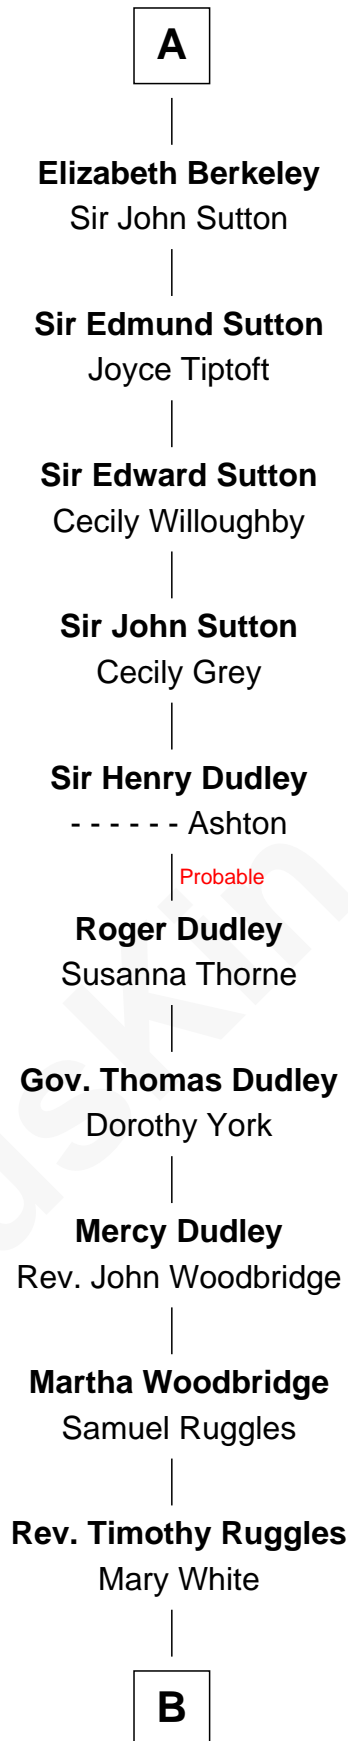 A
Elizabeth Berkeley
Sir John Sutton
Sir Edmund Sutton
Joyce Tiptoft
Sir Edward Sutton
Cecily Willoughby
Sir John Sutton
Cecily Grey
Sir Henry Dudley
- - - - - - Ashton
Probable
Roger Dudley
Susanna Thorne
Gov. Thomas Dudley
Dorothy York
Mercy Dudley
Rev. John Woodbridge
Martha Woodbridge
Samuel Ruggles
Rev. Timothy Ruggles
Mary White
B